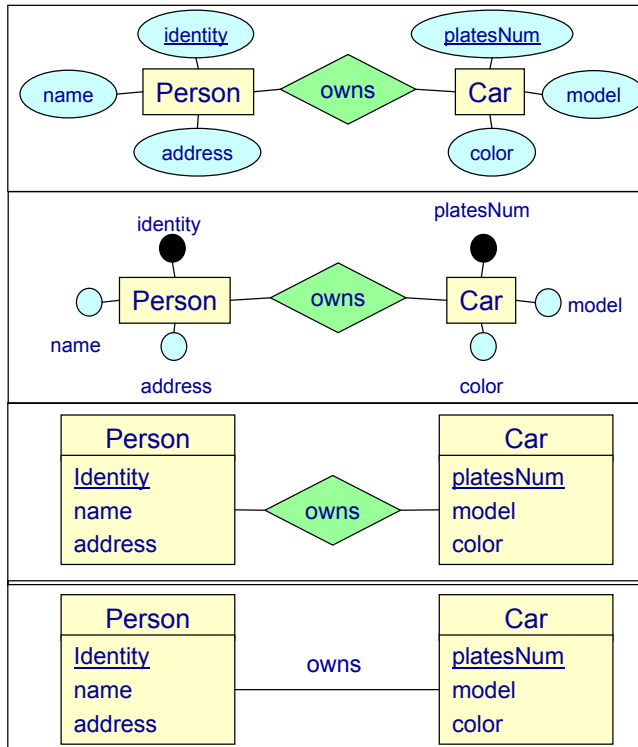 identity
platesNum
name
Person
owns
Car
model
address
color
identity
platesNum
Person
owns
Car
name
model
address
color
Person
Car
Identity
platesNum
name
owns
model
address
color
Person
Car
Identity
platesNum
owns
name
model
address
color